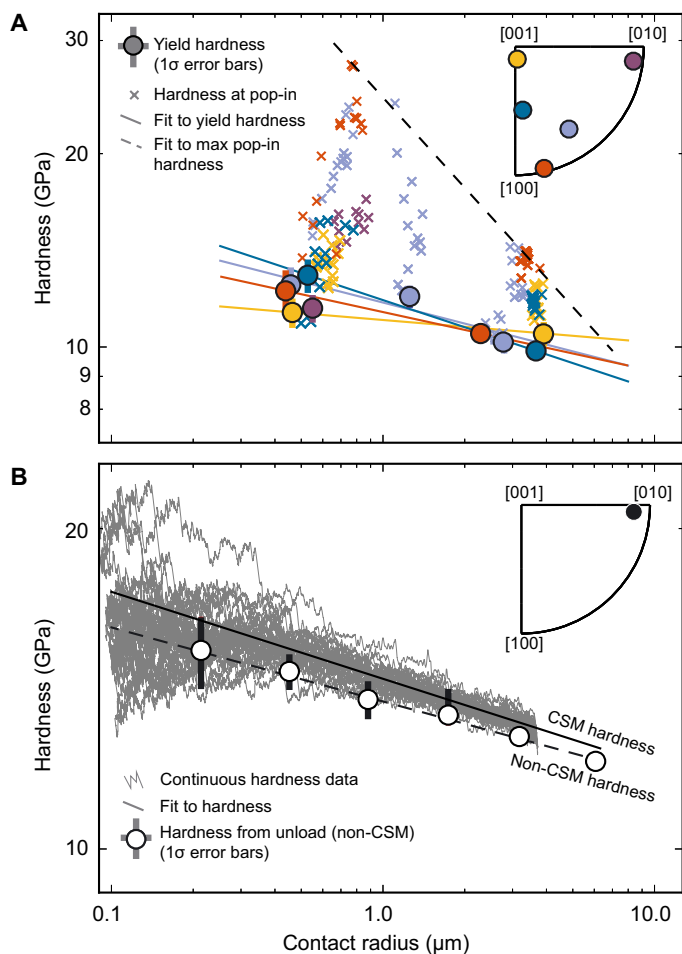 A
30
20
10
9
8
Hardness (GPa)
Yield hardness
(1σ error bars)
Hardness at pop-in
Fit to yield hardness
Fit to max pop-in
hardness
[001]
[010]
[100]
B
20
10
Hardness (GPa)
[001]
[010]
[100]
CSM hardness
Non-CSM hardness
Continuous hardness data
Fit to hardness
Hardness from unload (non-CSM)
(1σ error bars)
0.1
1.0
10.0
Contact radius (μm)